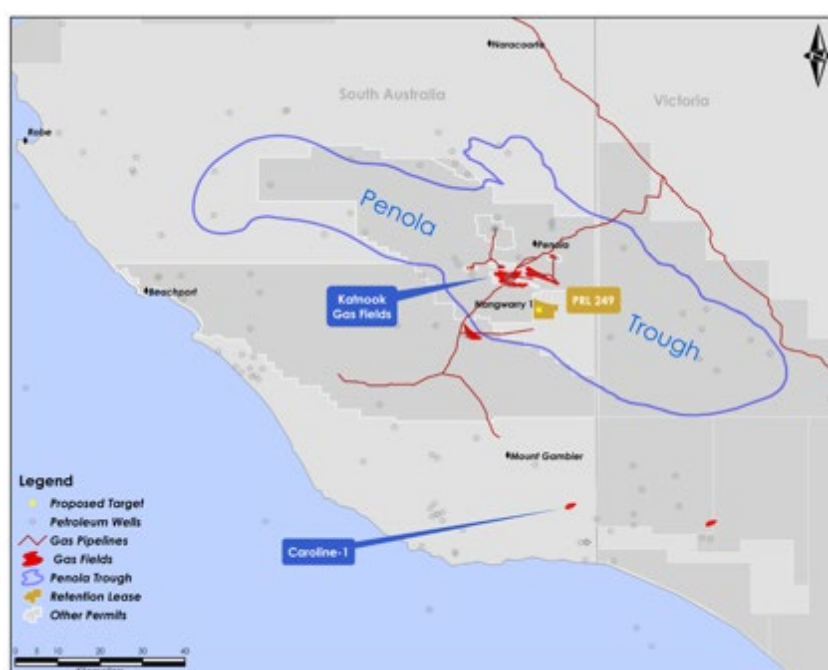 Naracoorte
South Australia
Victoria
Robe
Penola
Penola
Beachport
Katnook
Gas Fields
Nangwarry 1
PRL 249
Trough
Mount Gambier
Caroline-1
Legend
Proposed Target
Petroleum Wells
Gas Pipelines
Gas Fields
Penola Trough
Retention Lease
Other Permits
0 10 20 30 40